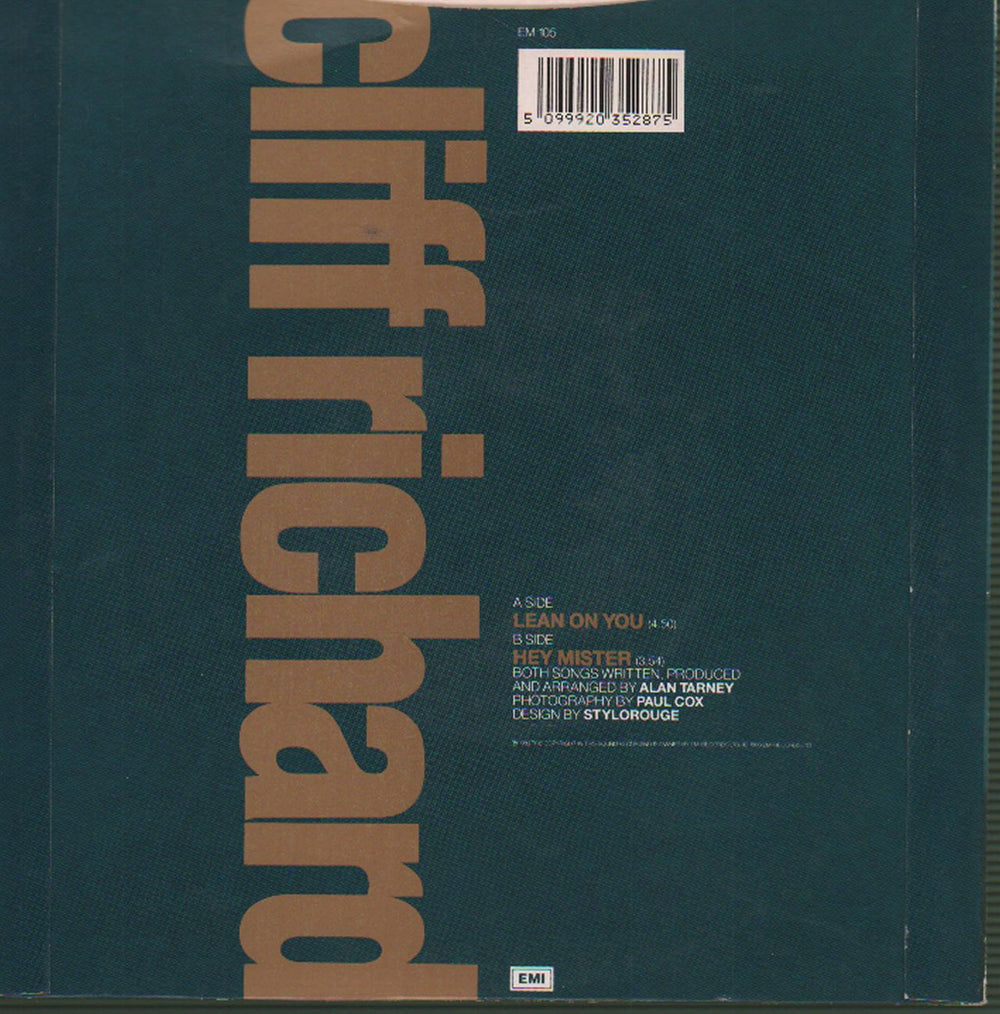 cliff richard
EM 105
5 099920 352875
A SIDE
LEAN ON YOU (4.50)
B SIDE
HEY MISTER (3.54)
BOTH SONGS WRITTEN, PRODUCED
AND ARRANGED BY ALAN TARNEY
PHOTOGRAPHY BY PAUL COX
DESIGN BY STYLOROUGE
EMI